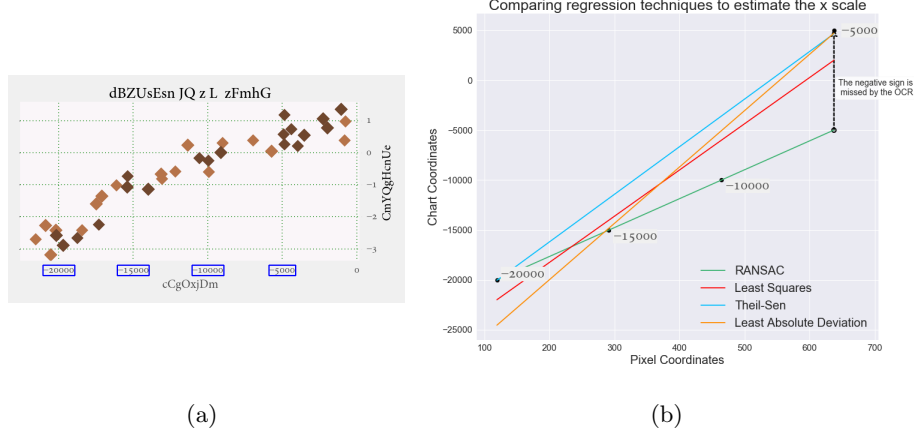 dBZUsEsn JQ z L zFmhG
1
0
−1
−2
−3
CmYQgHcnUe
−20000
−15000
−10000
−5000
0
cCgOxjDm
(a)
Comparing regression techniques to estimate the x scale
5000
0
−5000
−10000
−15000
−20000
−25000
Chart Coordinates
−5000
The negative sign is
missed by the OCR
−10000
−15000
−20000
RANSAC
Least Squares
Theil-Sen
Least Absolute Deviation
100
200
300
400
500
600
700
Pixel Coordinates
(b)